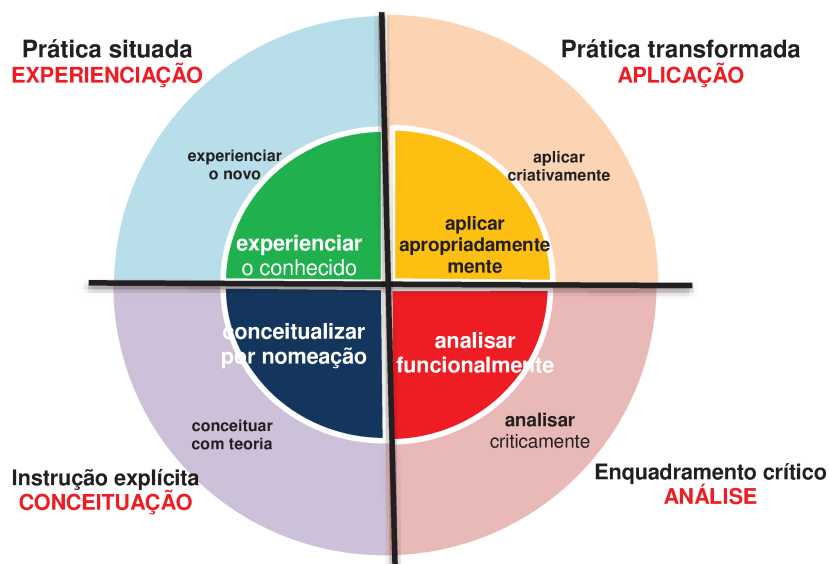 Prática situada
EXPERIENCIAÇÃO
Prática transformada
APLICAÇÃO
experienciar
o novo
aplicar
criativamente
experienciar
o conhecido
aplicar
apropriadamente
mente
conceitualizar
por nomeação
analisar
funcionalmente
conceituar
com teoria
analisar
criticamente
Instrução explícita
CONCEITUAÇÃO
Enquadramento crítico
ANÁLISE